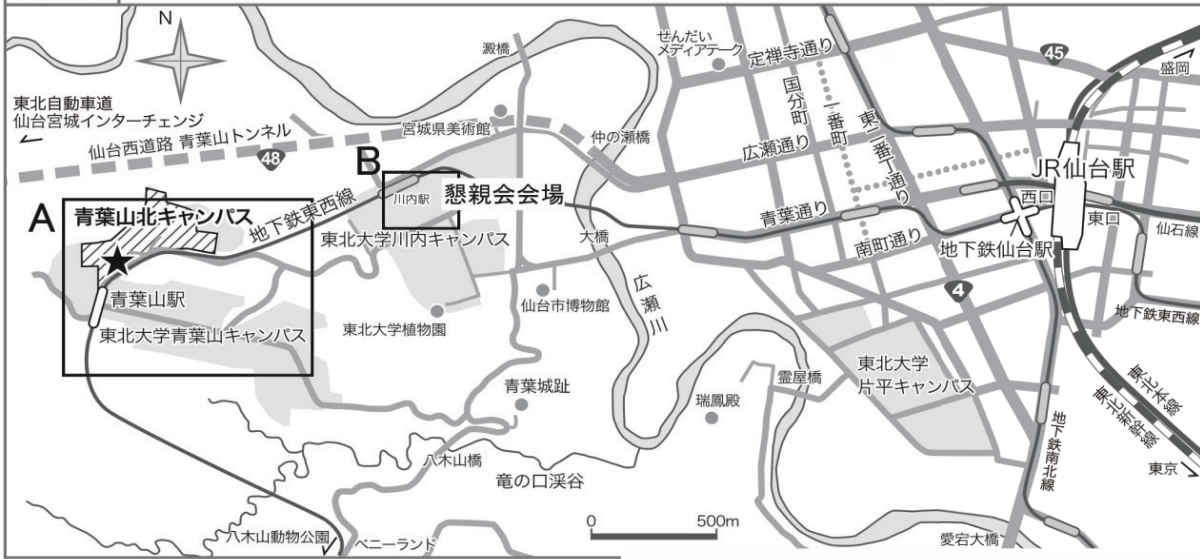 N
澱橋
せんだい
メディアテーク
定禅寺通り
45
盛岡
東北自動車道
仙台宮城インターチェンジ
仙台西道路 青葉山トンネル
48
宮城県美術館
仲の瀬橋
国分町
一番町
東二番丁通り
広瀬通り
JR仙台駅
B
川内駅
懇親会会場
A
青葉山北キャンパス
地下鉄東西線
東北大学川内キャンパス
大橋
青葉通り
南町通り
西口
東口
仙石線
地下鉄仙台駅
青葉山駅
東北大学青葉山キャンパス
東北大学植物園
仙台市博物館
広瀬川
4
地下鉄東西線
青葉城趾
瑞鳳殿
霊屋橋
東北大学
片平キャンパス
東北本線
東北新幹線
地下鉄南北線
東京
八木山橋
竜の口渓谷
0 500m
八木山動物公園
ベニーランド
愛宕大橋